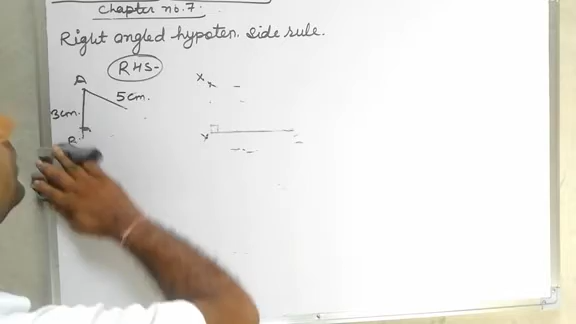 Chapter no. 7.
Right angled hypoten. side rule.
RHS-
A
5cm.
3cm.
B
X
Y